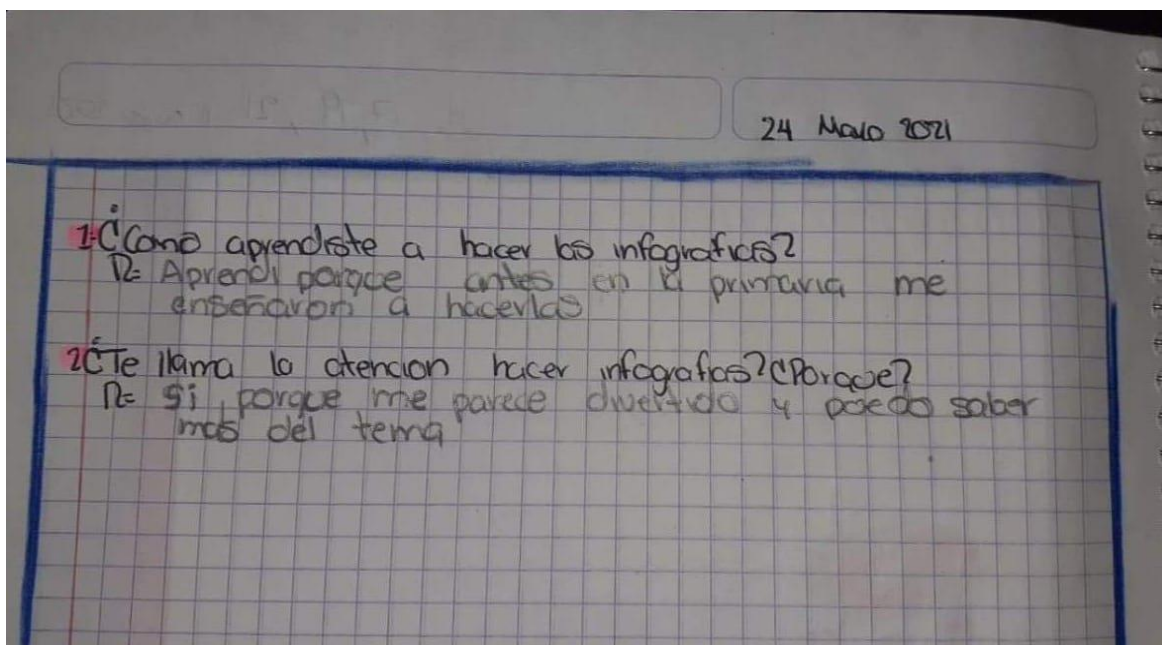 24 Mayo 2021
1-¿Como aprendiste a hacer las infograficas?
R= Aprendi porque antes en la primaria me
enseñaron a hacerlas
2¿Te llama la atencion hacer infografias? ¿Porque?
R= Si, porque me parece divertido y puedo saber
mas del tema